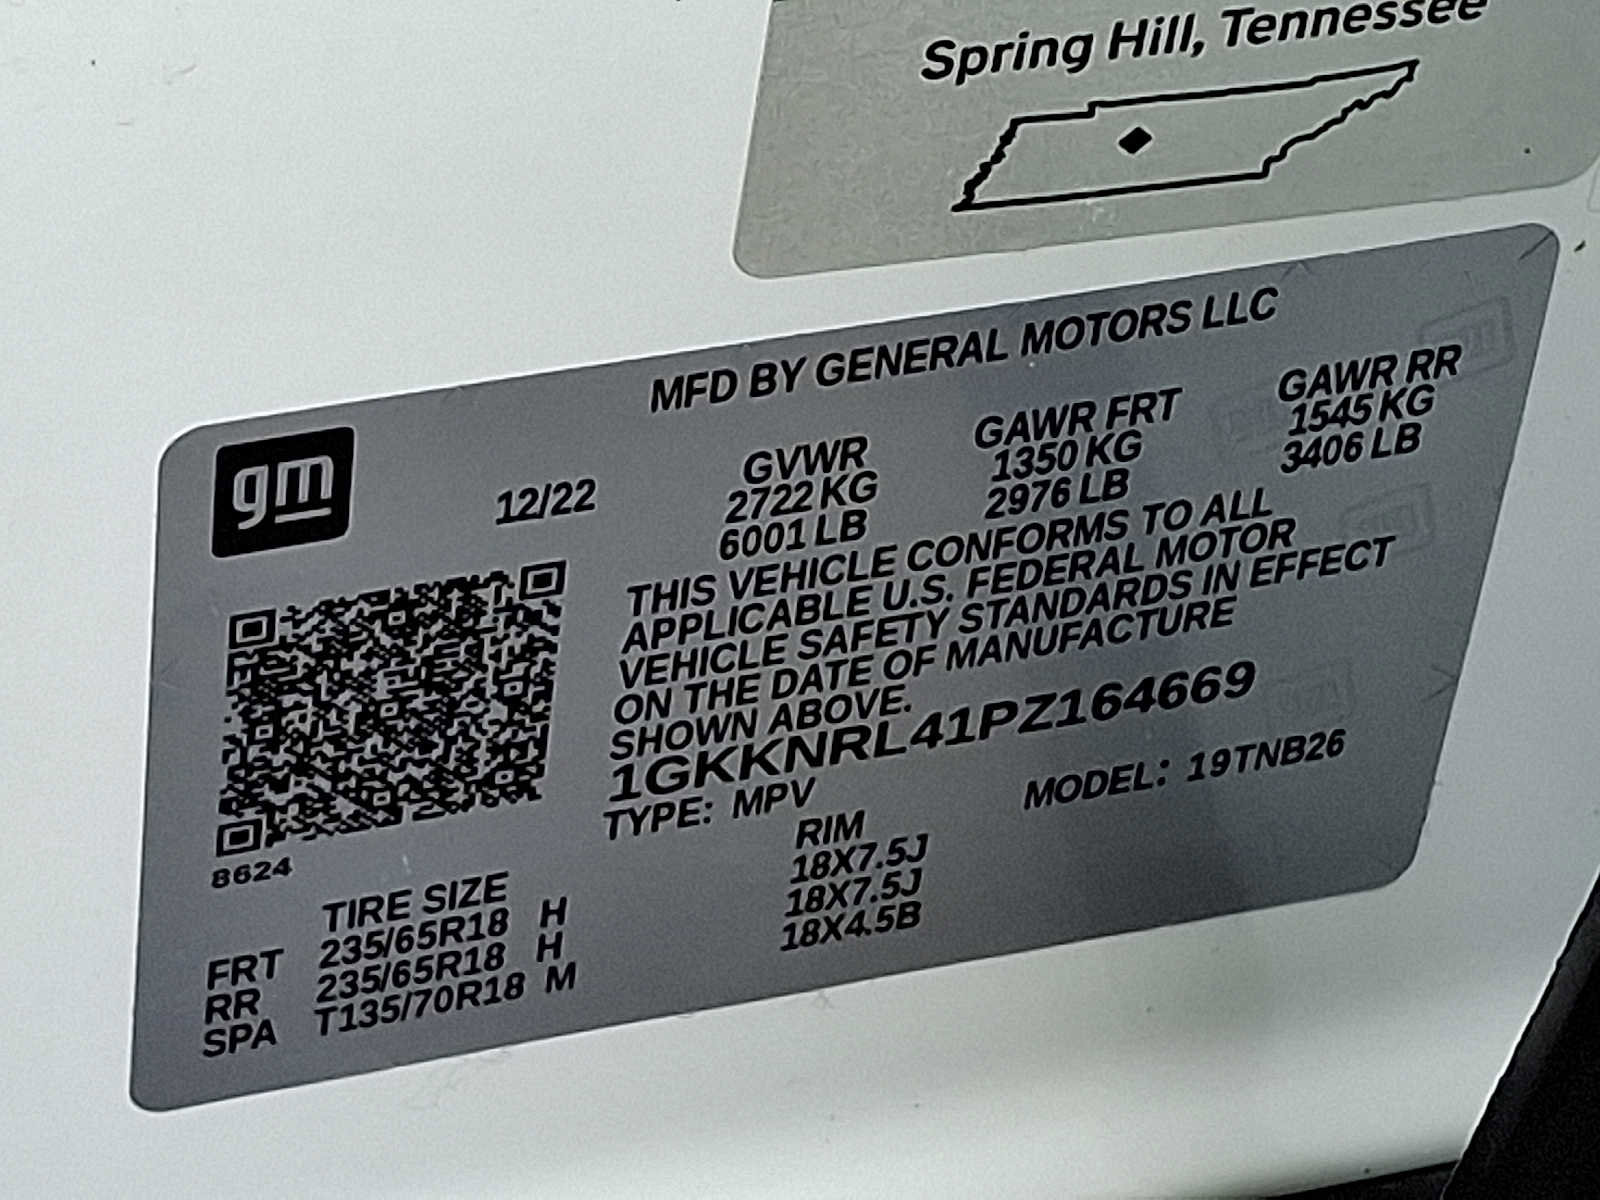 Spring Hill, Tennessee
MFD BY GENERAL MOTORS LLC
gm
12/22
GVWR
2722 KG
6001 LB
GAWR FRT
1350 KG
2976 LB
GAWR RR
1545 KG
3406 LB
THIS VEHICLE CONFORMS TO ALL
APPLICABLE U.S. FEDERAL MOTOR
VEHICLE SAFETY STANDARDS IN EFFECT
ON THE DATE OF MANUFACTURE
SHOWN ABOVE.
1GKKNRL41PZ164669
TYPE: MPV MODEL: 19TNB26
8624
TIRE SIZE RIM
FRT 235/65R18 H 18X7.5J
RR 235/65R18 H 18X7.5J
SPA T135/70R18 M 18X4.5B